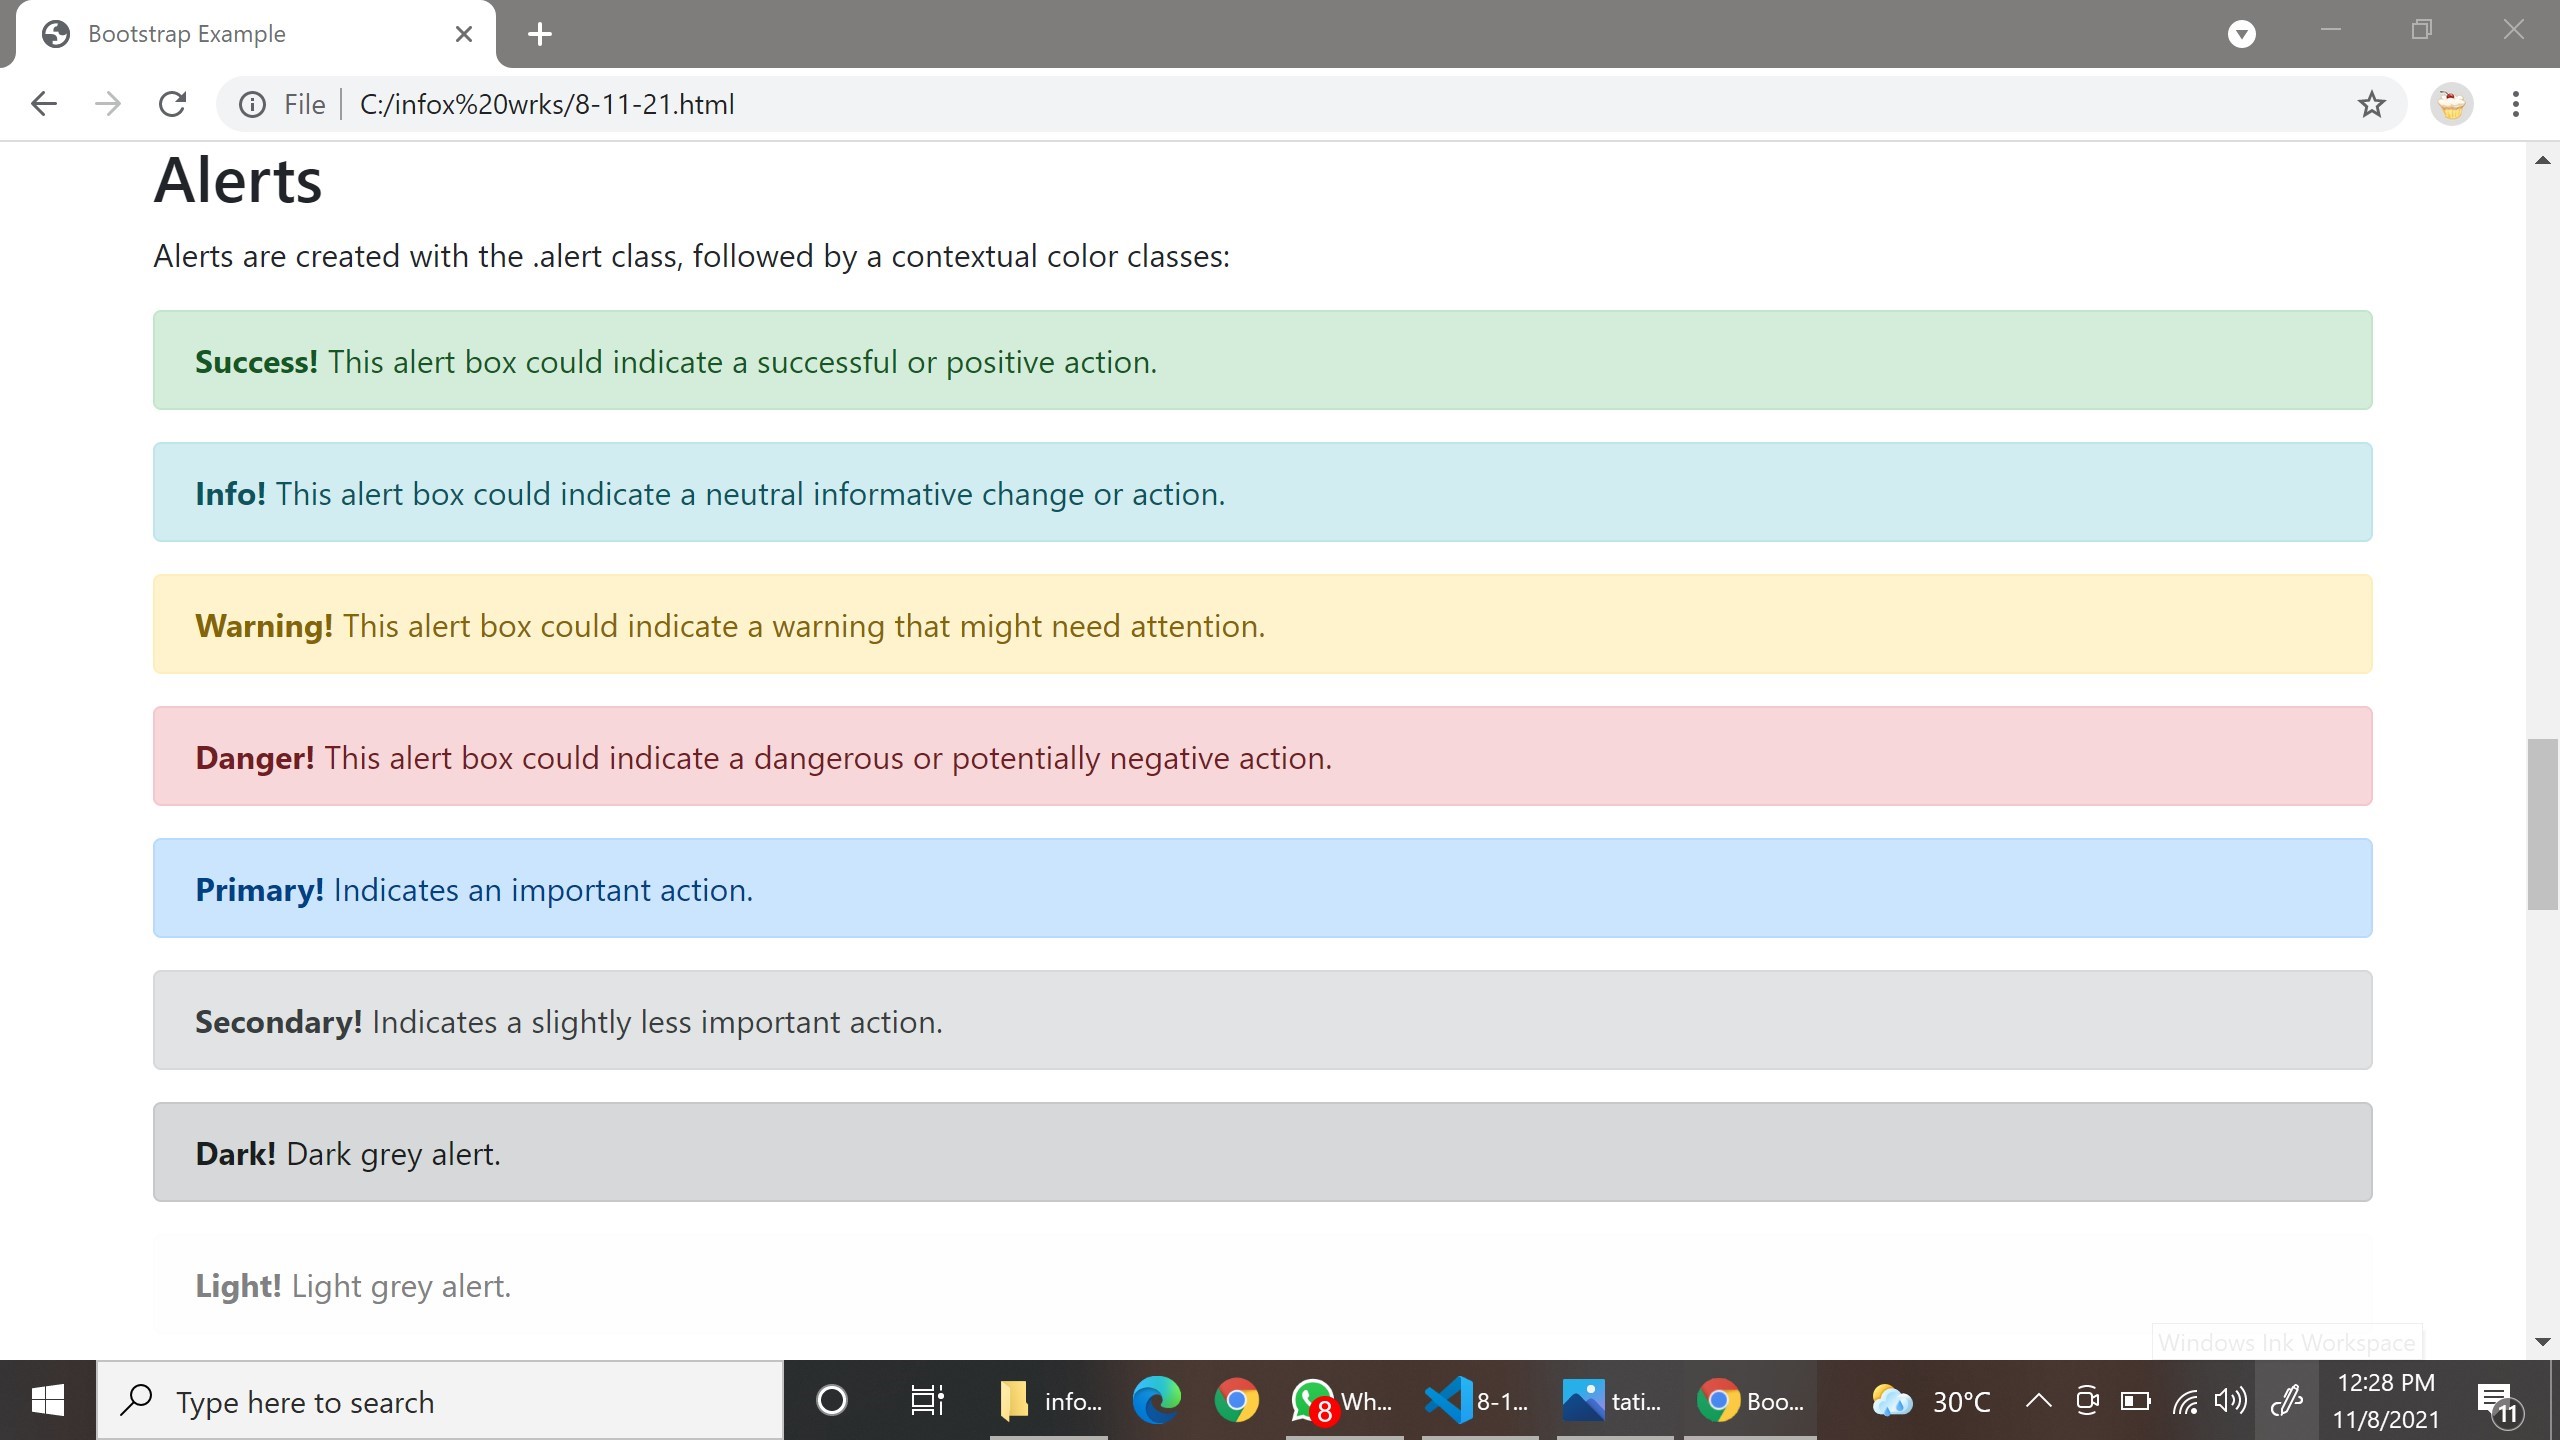 Bootstrap Example
File
C:/infox%20wrks/8-11-21.html
Alerts
Alerts are created with the .alert class, followed by a contextual color classes:
Success! This alert box could indicate a successful or positive action.
Info! This alert box could indicate a neutral informative change or action.
Warning! This alert box could indicate a warning that might need attention.
Danger! This alert box could indicate a dangerous or potentially negative action.
Primary! Indicates an important action.
Secondary! Indicates a slightly less important action.
Dark! Dark grey alert.
Light! Light grey alert.
Windows Ink Workspace
Type here to search
info...
8
Wh...
8-1...
tati...
Boo...
30°C
12:28 PM
11/8/2021
11